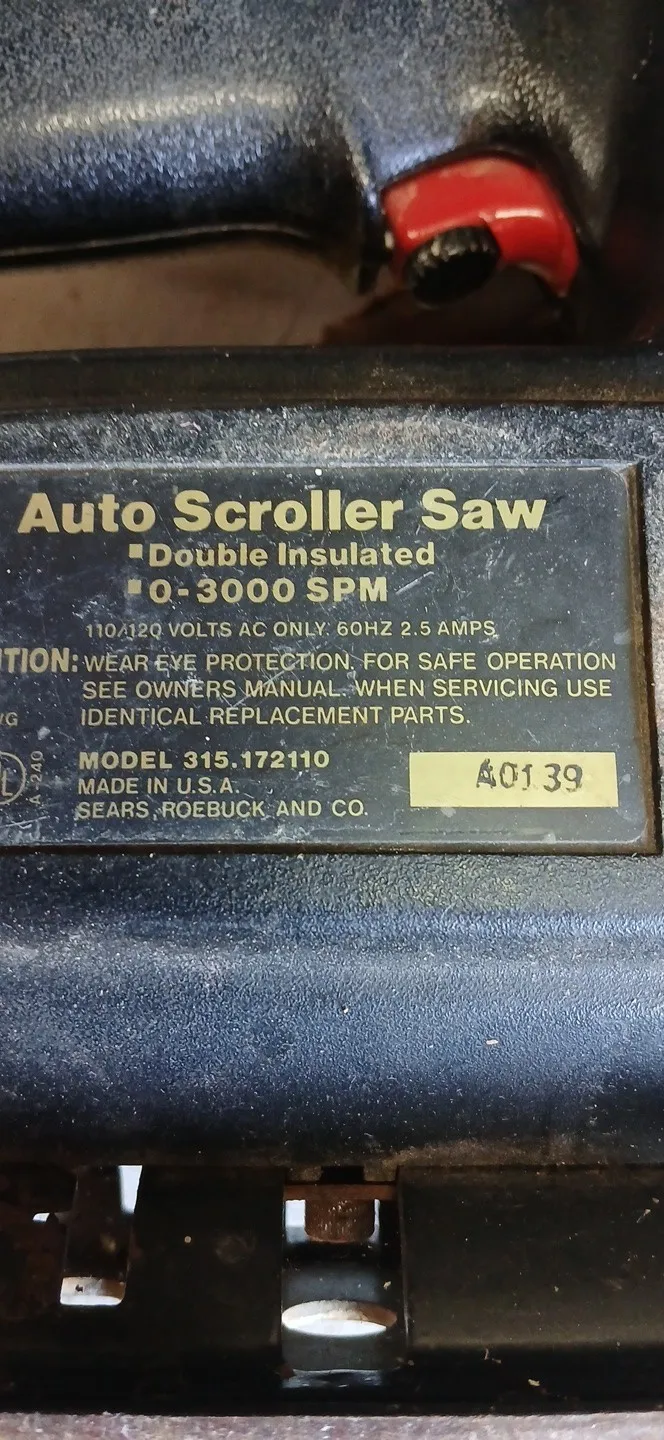 Auto Scroller Saw
Double Insulated
0-3000 SPM
110/120 VOLTS AC ONLY. 60HZ 2.5 AMPS
TION: WEAR EYE PROTECTION. FOR SAFE OPERATION
SEE OWNERS MANUAL. WHEN SERVICING USE
IDENTICAL REPLACEMENT PARTS.
MODEL 315.172110
MADE IN U.S.A.
SEARS, ROEBUCK AND CO.
A0139
A-240